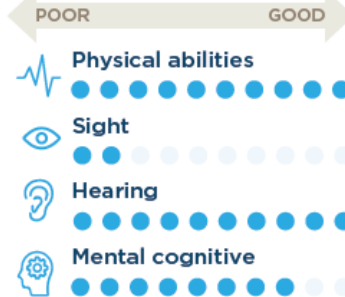 POOR GOOD
Physical abilities
Sight
Hearing
Mental cognitive